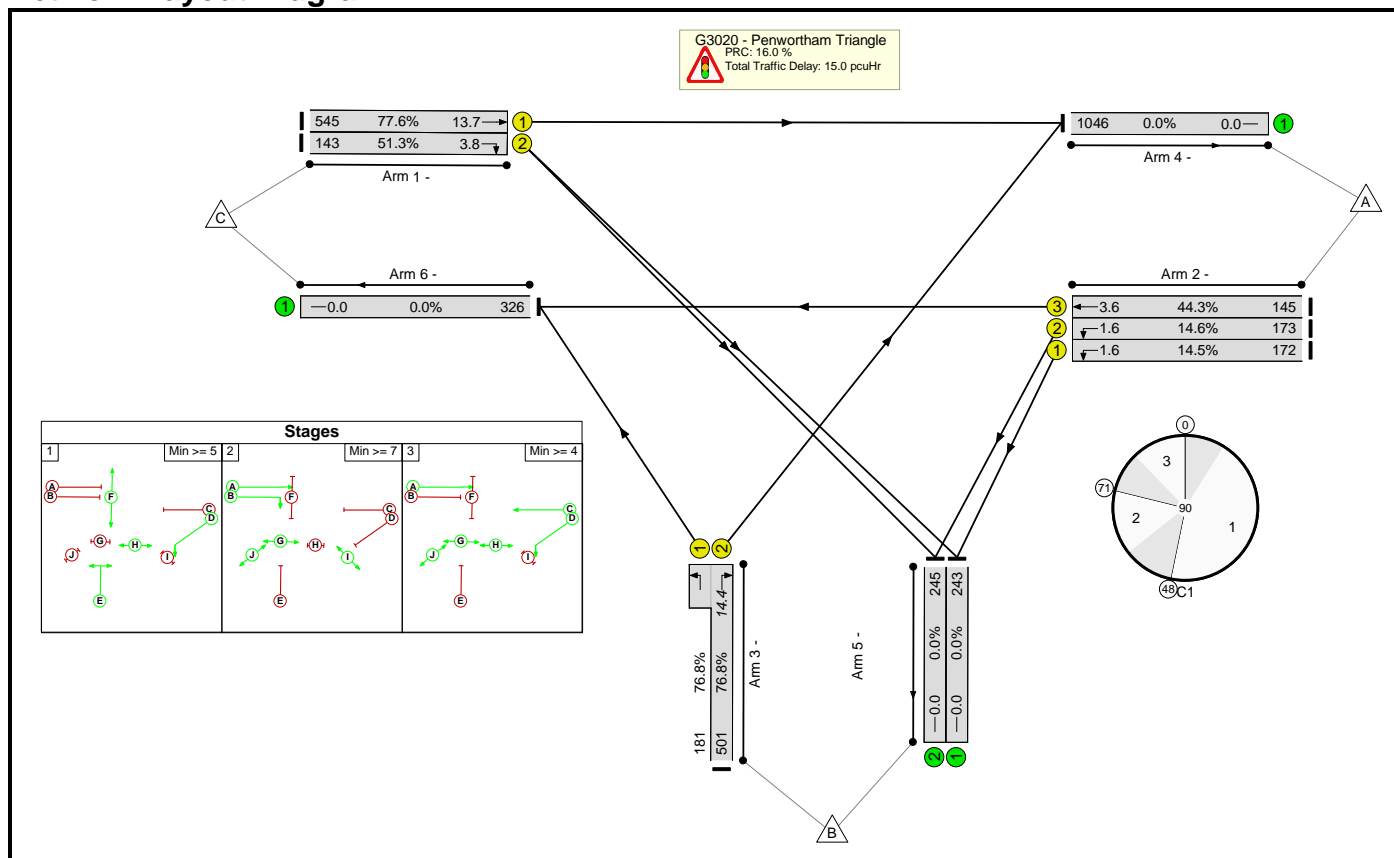 G3020 - Penwortham Triangle
PRC: 16.0 %
Total Traffic Delay: 15.0 pcuHr
545 77.6% 13.7 1
143 51.3% 3.8 2
Arm 1 -
1046 0.0% 0.0 1
Arm 4 -
C
A
Arm 6 -
1 0.0 0.0% 326
Arm 2 -
3 3.6 44.3% 145
2 1.6 14.6% 173
1 1.6 14.5% 172
Stages
1 Min >= 5
2 Min >= 7
3 Min >= 4
A
B
F
C
D
G
H
J
I
E
A
B
F
C
D
G
H
J
I
E
A
B
F
C
D
G
H
J
I
E
0
3
71
90
2
1
48
C1
1
2
181 76.8%
501 76.8% 14.4
Arm 3 -
Arm 5 -
0.0 0.0% 245
0.0 0.0% 243
2
1
B